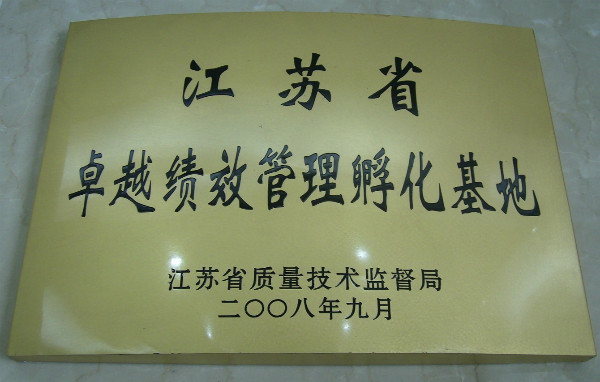 江苏省
卓越绩效管理孵化基地
江苏省质量技术监督局
二〇〇八年九月